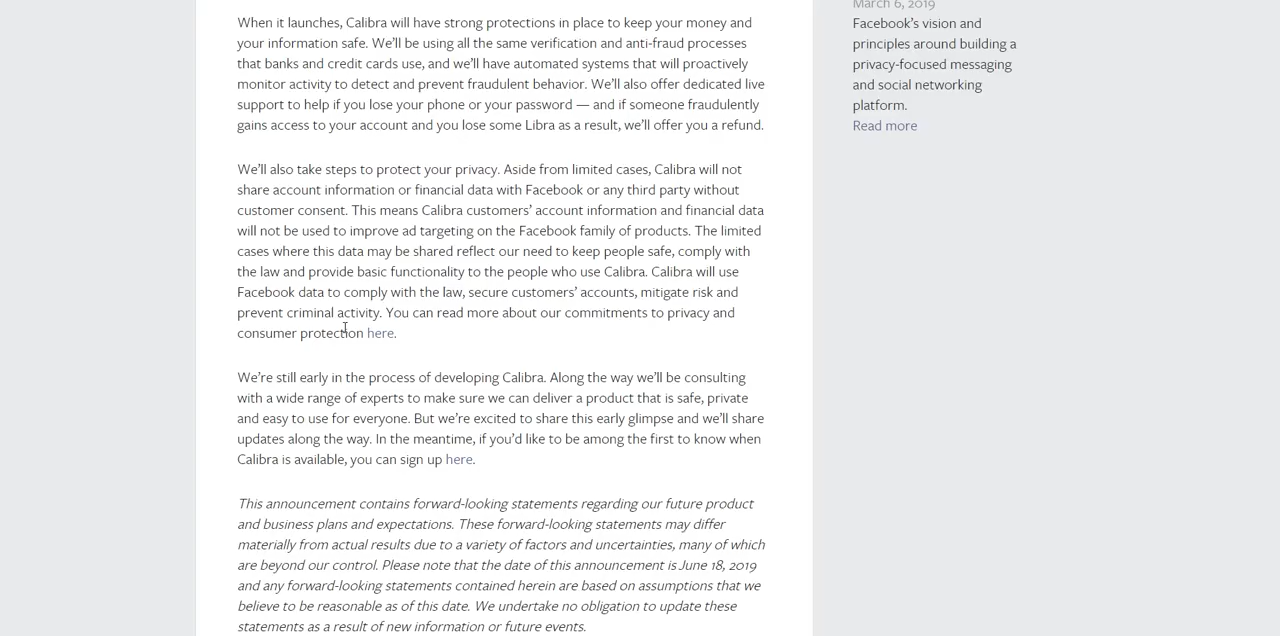 When it launches, Calibra will have strong protections in place to keep your money and
your information safe. We’ll be using all the same verification and anti-fraud processes
that banks and credit cards use, and we’ll have automated systems that will proactively
monitor activity to detect and prevent fraudulent behavior. We’ll also offer dedicated live
support to help if you lose your phone or your password — and if someone fraudulently
gains access to your account and you lose some Libra as a result, we’ll offer you a refund.
We’ll also take steps to protect your privacy. Aside from limited cases, Calibra will not
share account information or financial data with Facebook or any third party without
customer consent. This means Calibra customers’ account information and financial data
will not be used to improve ad targeting on the Facebook family of products. The limited
cases where this data may be shared reflect our need to keep people safe, comply with
the law and provide basic functionality to the people who use Calibra. Calibra will use
Facebook data to comply with the law, secure customers’ accounts, mitigate risk and
prevent criminal activity. You can read more about our commitments to privacy and
consumer protection here.
We’re still early in the process of developing Calibra. Along the way we’ll be consulting
with a wide range of experts to make sure we can deliver a product that is safe, private
and easy to use for everyone. But we’re excited to share this early glimpse and we’ll share
updates along the way. In the meantime, if you’d like to be among the first to know when
Calibra is available, you can sign up here.
This announcement contains forward-looking statements regarding our future product
and business plans and expectations. These forward-looking statements may differ
materially from actual results due to a variety of factors and uncertainties, many of which
are beyond our control. Please note that the date of this announcement is June 18, 2019
and any forward-looking statements contained herein are based on assumptions that we
believe to be reasonable as of this date. We undertake no obligation to update these
statements as a result of new information or future events.
March 6, 2019
Facebook’s vision and
principles around building a
privacy-focused messaging
and social networking
platform.
Read more